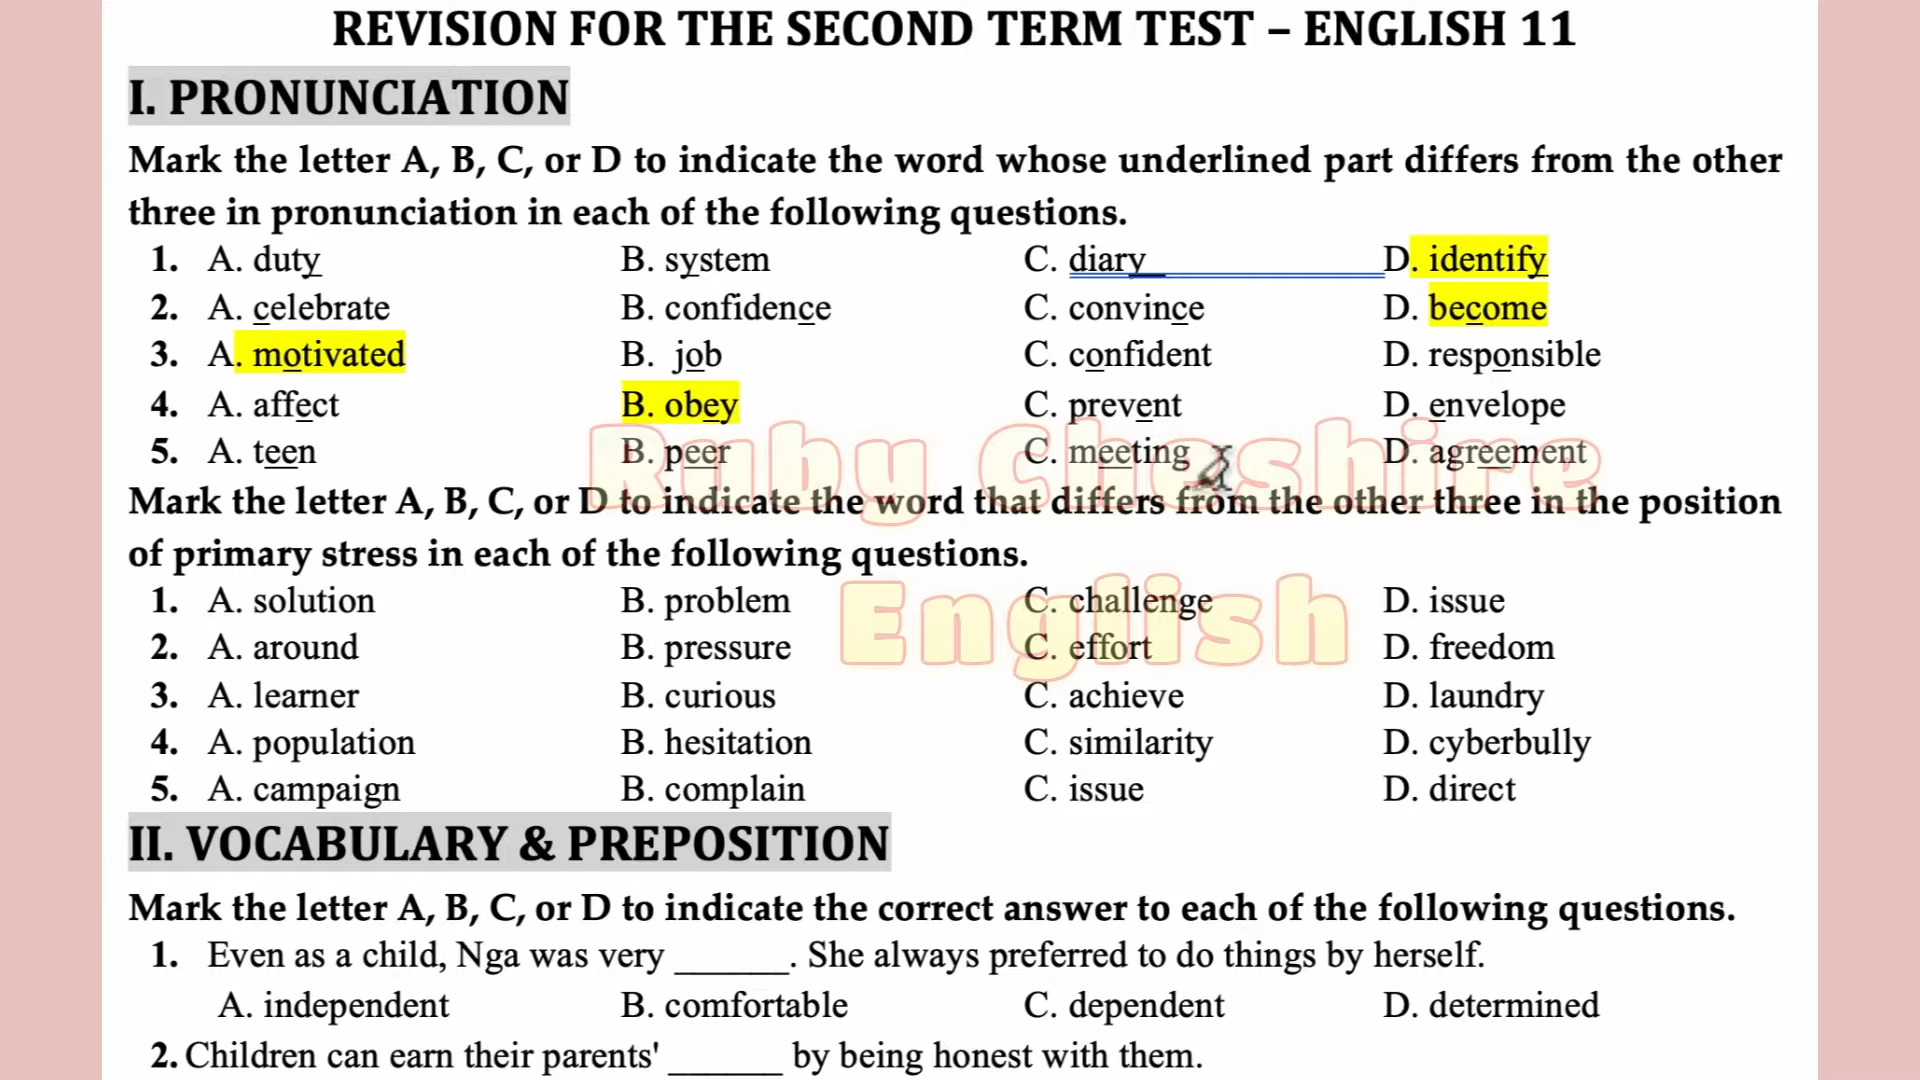 REVISION FOR THE SECOND TERM TEST – ENGLISH 11
I. PRONUNCIATION
Mark the letter A, B, C, or D to indicate the word whose underlined part differs from the other
three in pronunciation in each of the following questions.
1. A. duty B. system C. diary D. identify
2. A. celebrate B. confidence C. convince D. become
3. A. motivated B. job C. confident D. responsible
4. A. affect B. obey C. prevent D. envelope
5. A. teen B. peer C. meeting D. agreement
Ruby Cheshire
Mark the letter A, B, C, or D to indicate the word that differs from the other three in the position
of primary stress in each of the following questions.
1. A. solution B. problem C. challenge D. issue
English
2. A. around B. pressure C. effort D. freedom
3. A. learner B. curious C. achieve D. laundry
4. A. population B. hesitation C. similarity D. cyberbully
5. A. campaign B. complain C. issue D. direct
II. VOCABULARY & PREPOSITION
Mark the letter A, B, C, or D to indicate the correct answer to each of the following questions.
1. Even as a child, Nga was very ______. She always preferred to do things by herself.
A. independent B. comfortable C. dependent D. determined
2. Children can earn their parents' ______ by being honest with them.